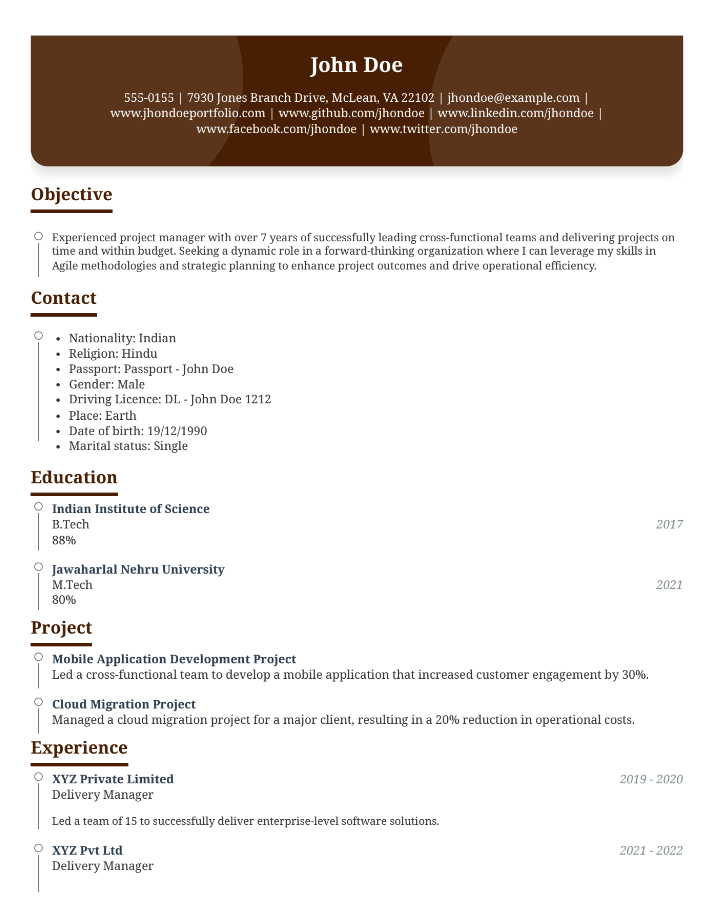 John Doe
555-0155 | 7930 Jones Branch Drive, McLean, VA 22102 | jhondoe@example.com |
www.jhondoeportfolio.com | www.github.com/jhondoe | www.linkedin.com/jhondoe |
www.facebook.com/jhondoe | www.twitter.com/jhondoe
Objective
Experienced project manager with over 7 years of successfully leading cross-functional teams and delivering projects on
time and within budget. Seeking a dynamic role in a forward-thinking organization where I can leverage my skills in
Agile methodologies and strategic planning to enhance project outcomes and drive operational efficiency.
Contact
• Nationality: Indian
• Religion: Hindu
• Passport: Passport - John Doe
• Gender: Male
• Driving Licence: DL - John Doe 1212
• Place: Earth
• Date of birth: 19/12/1990
• Marital status: Single
Education
Indian Institute of Science
B.Tech 2017
88%
Jawaharlal Nehru University
M.Tech 2021
80%
Project
Mobile Application Development Project
Led a cross-functional team to develop a mobile application that increased customer engagement by 30%.
Cloud Migration Project
Managed a cloud migration project for a major client, resulting in a 20% reduction in operational costs.
Experience
XYZ Private Limited 2019 - 2020
Delivery Manager
Led a team of 15 to successfully deliver enterprise-level software solutions.
XYZ Pvt Ltd 2021 - 2022
Delivery Manager